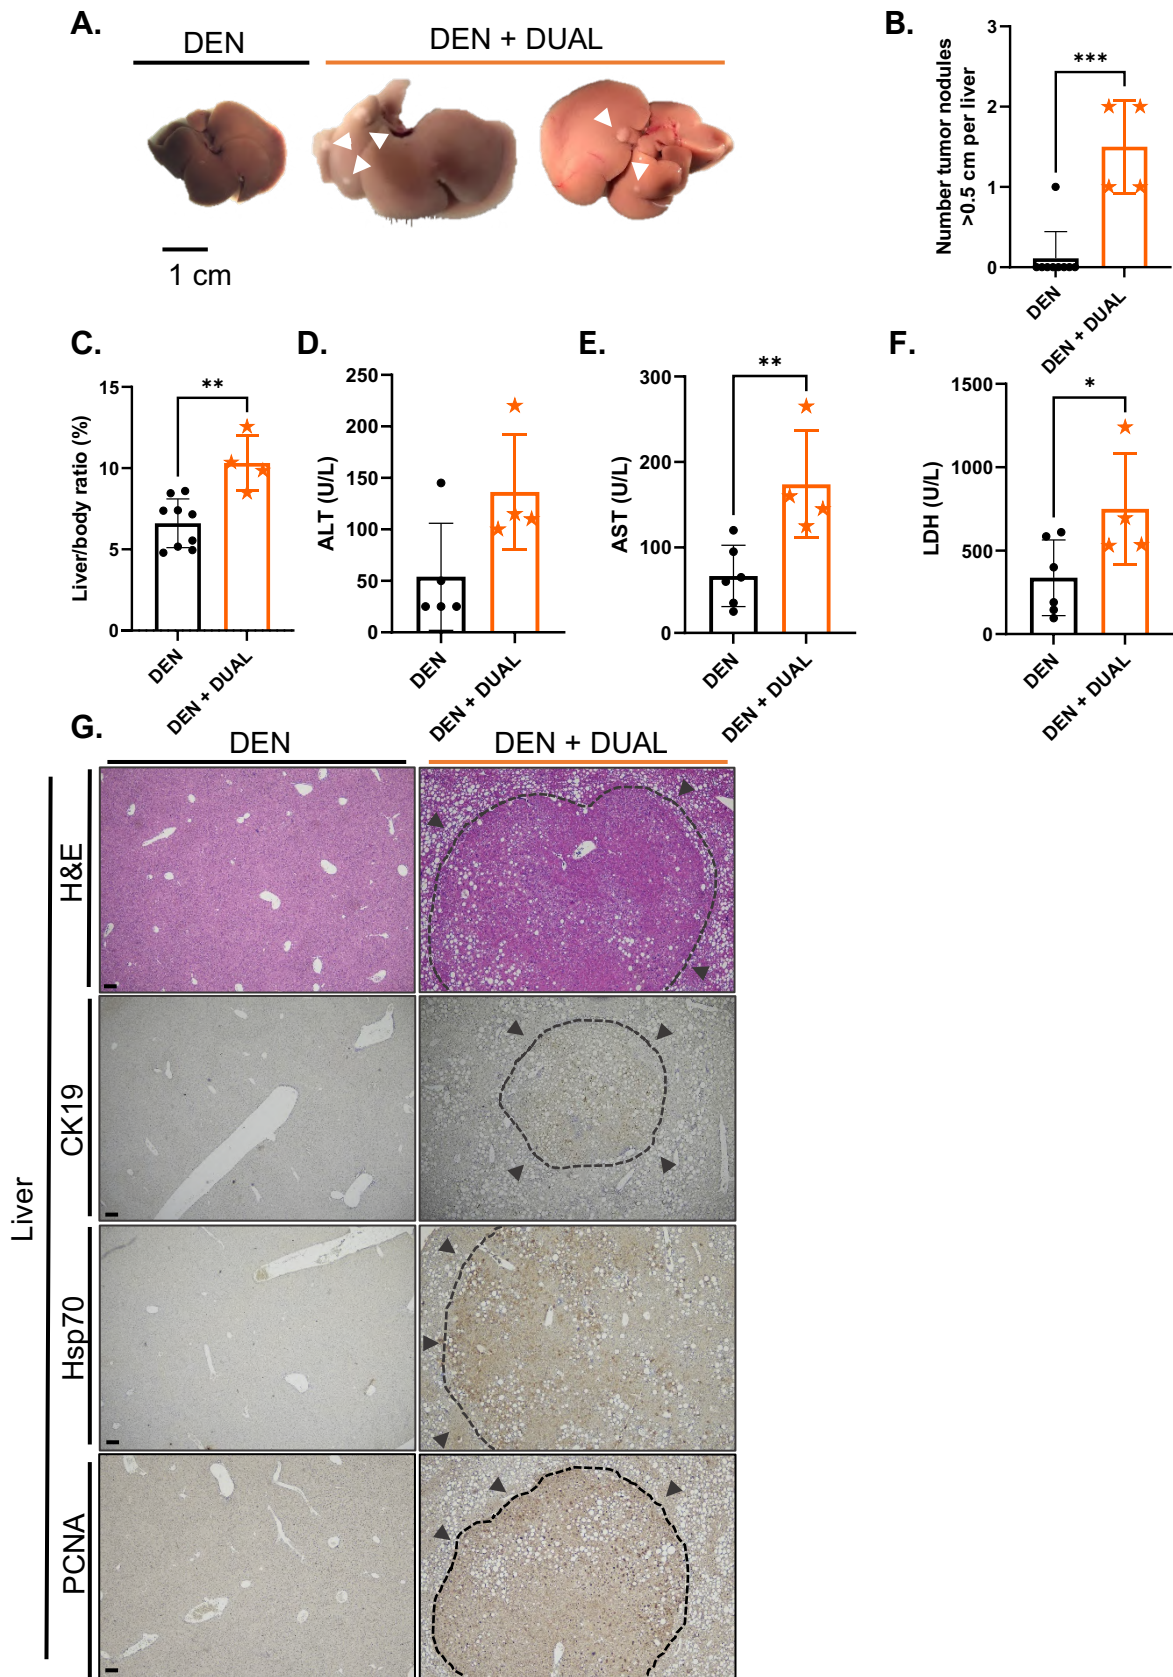 A.
DEN
DEN + DUAL
1 cm
B.
Number tumor nodules
>0.5 cm per liver
3
2
1
0
***
DEN
DEN + DUAL
C.
Liver/body ratio (%)
15
10
5
0
**
DEN
DEN + DUAL
D.
ALT (U/L)
250
200
150
100
50
0
DEN
DEN + DUAL
E.
AST (U/L)
300
200
100
0
**
DEN
DEN + DUAL
F.
LDH (U/L)
1500
1000
500
0
*
DEN
DEN + DUAL
G.
DEN
DEN + DUAL
Liver
H&E
CK19
Hsp70
PCNA